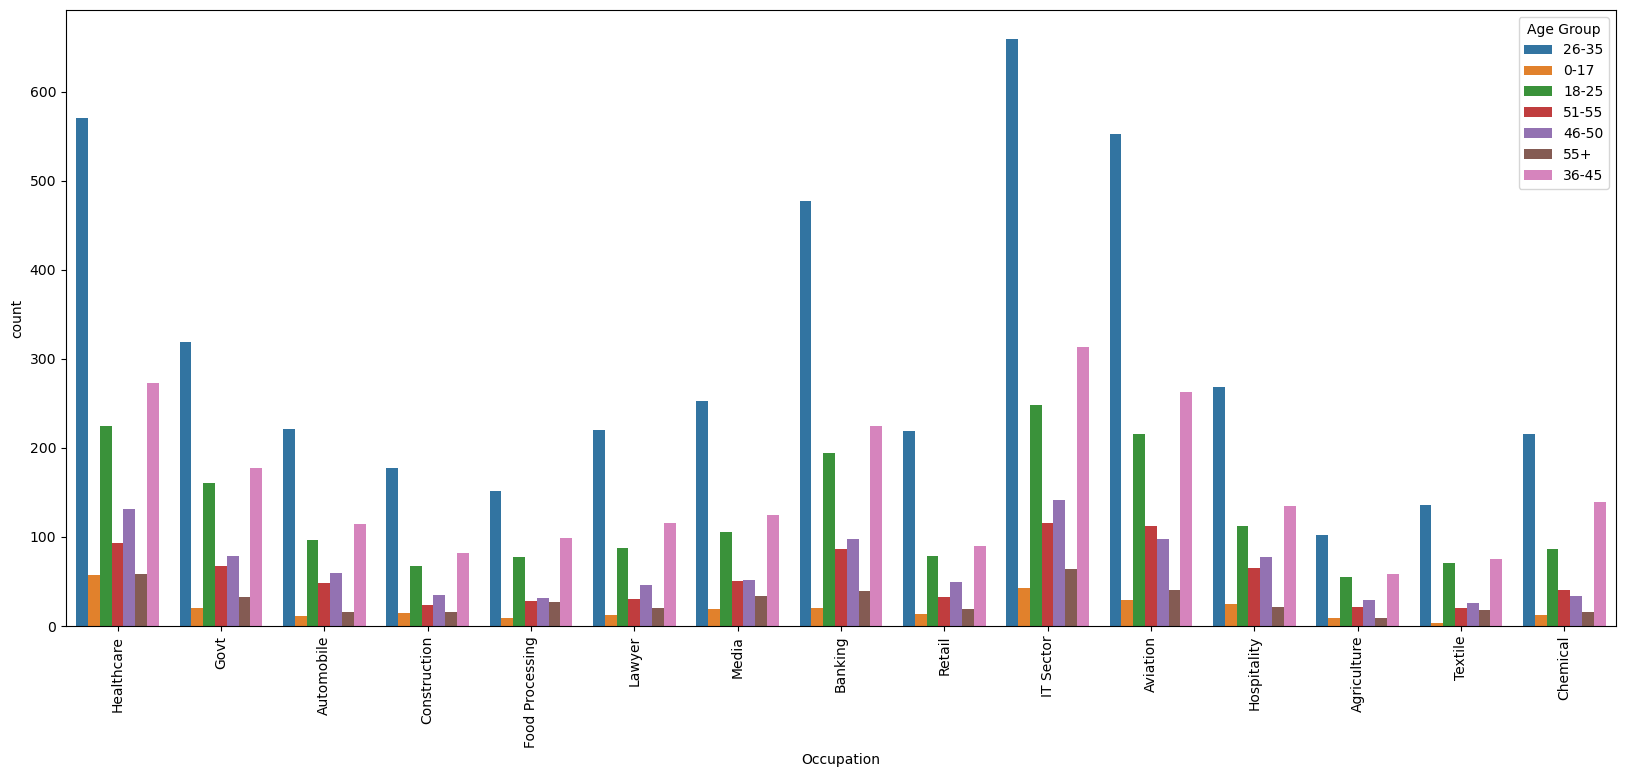 Age Group
26-35
0-17
18-25
51-55
46-50
55+
36-45
count
600
500
400
300
200
100
0
Healthcare
Govt
Automobile
Construction
Food Processing
Lawyer
Media
Banking
Retail
IT Sector
Aviation
Hospitality
Agriculture
Textile
Chemical
Occupation